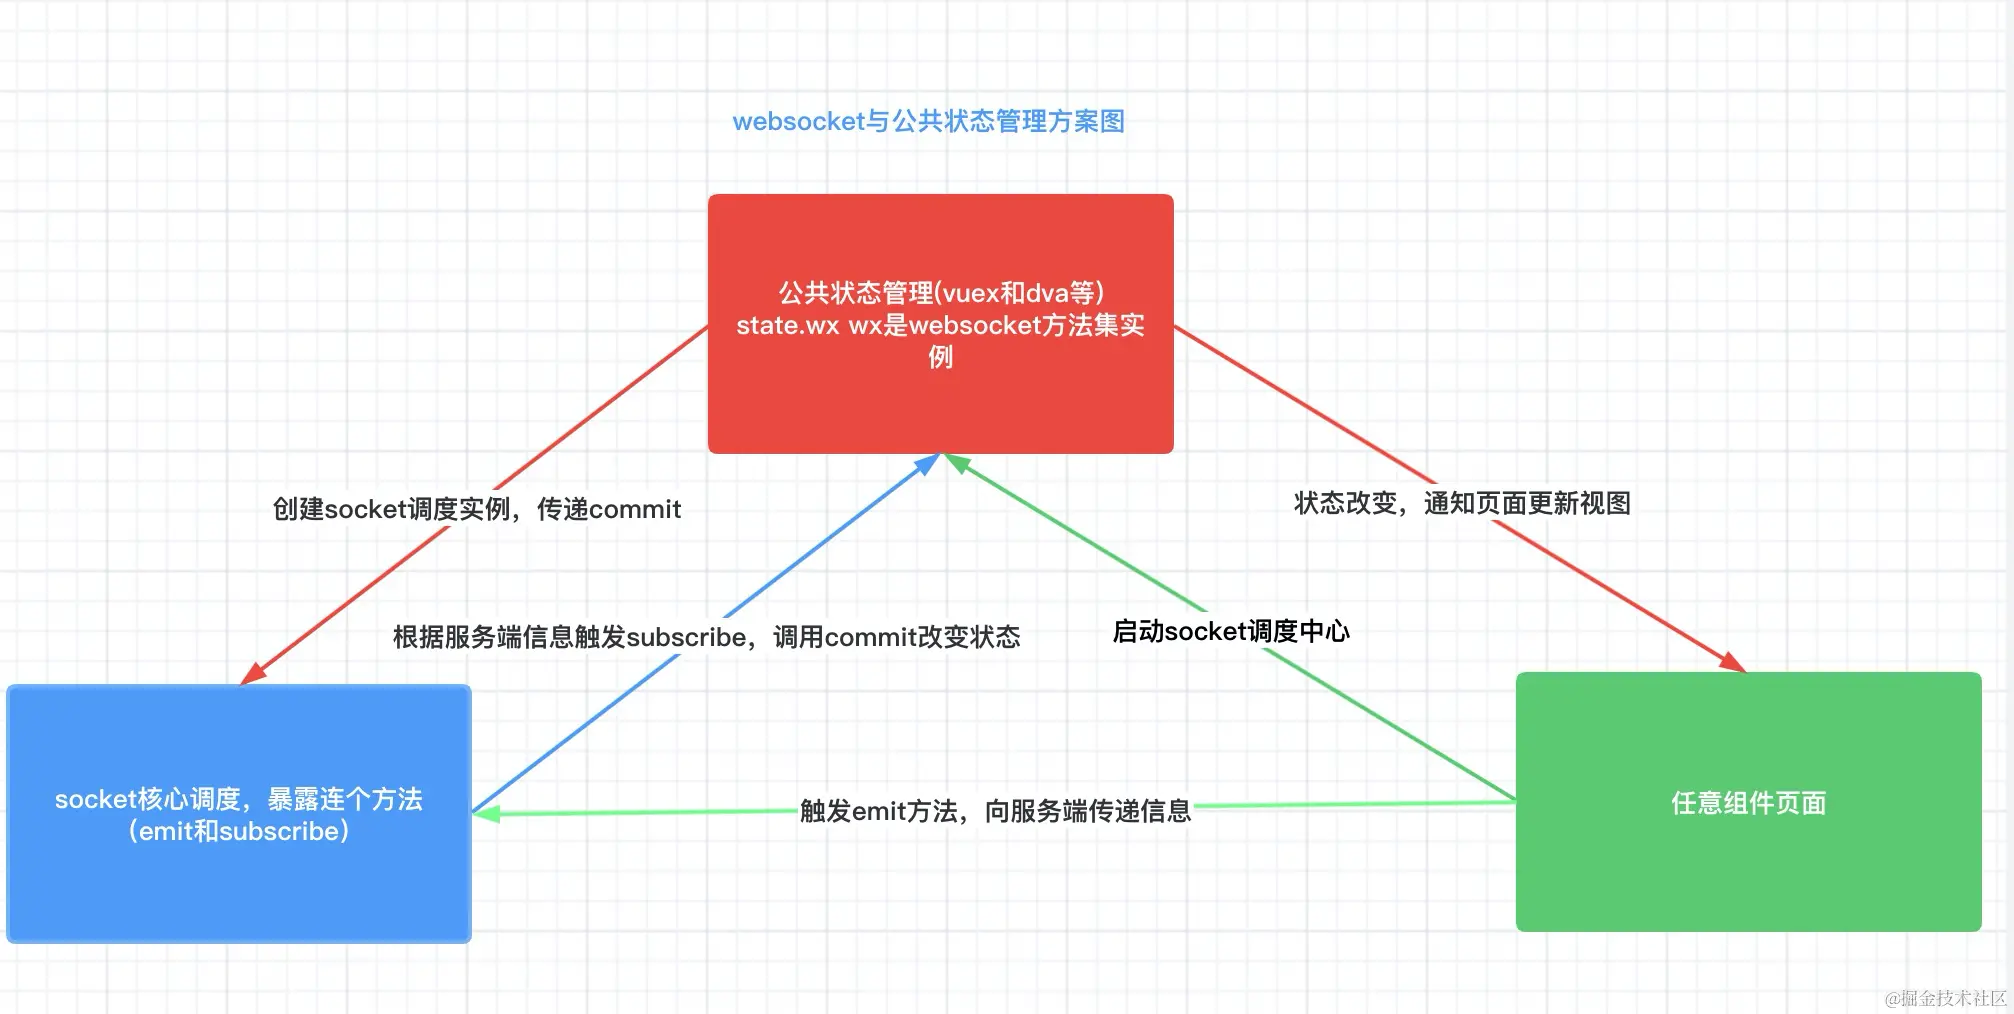 websocket与公共状态管理方案图
公共状态管理(vuex和dva等)
state.wx wx是websocket方法集实
例
创建socket调度实例，传递commit
状态改变，通知页面更新视图
根据服务端信息触发subscribe，调用commit改变状态
启动socket调度中心
socket核心调度，暴露连个方法
（emit和subscribe）
触发emit方法，向服务端传递信息
任意组件页面
@掘金技术社区